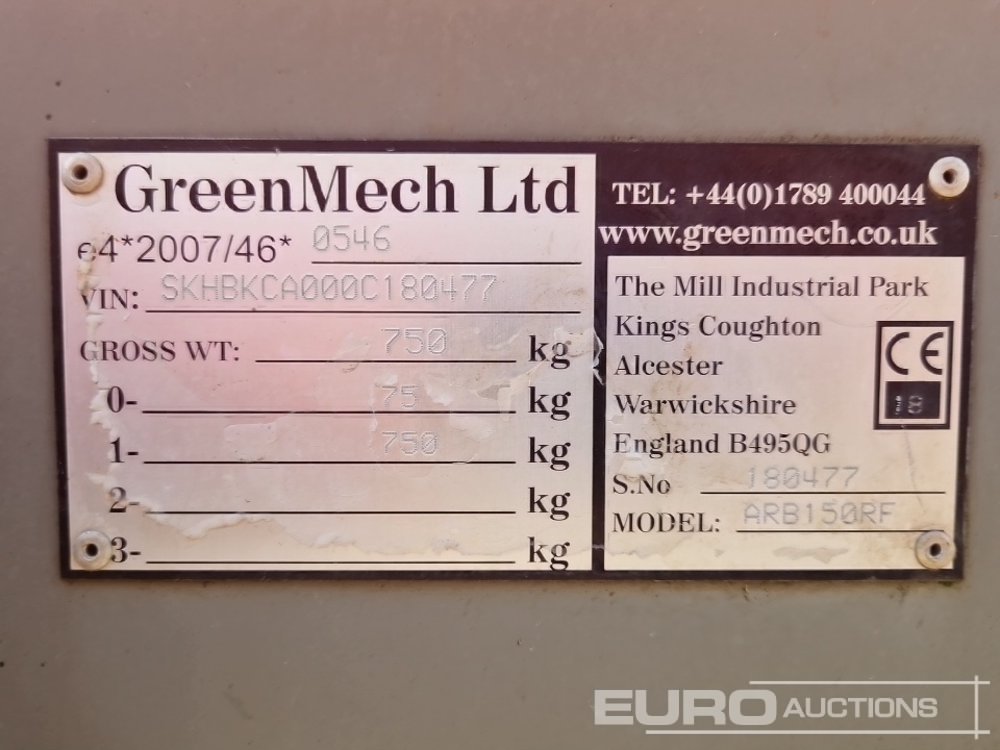 GreenMech Ltd
e4*2007/46* 0546
VIN: SKHBKCA000C180477
GROSS WT: 750 kg
0- 75 kg
1- 750 kg
2- kg
3- kg
TEL: +44(0)1789 400044
www.greenmech.co.uk
The Mill Industrial Park
Kings Coughton
Alcester
Warwickshire
England B495QG
CE
18
S.No 180477
MODEL: ARB150RF
EURO AUCTIONS